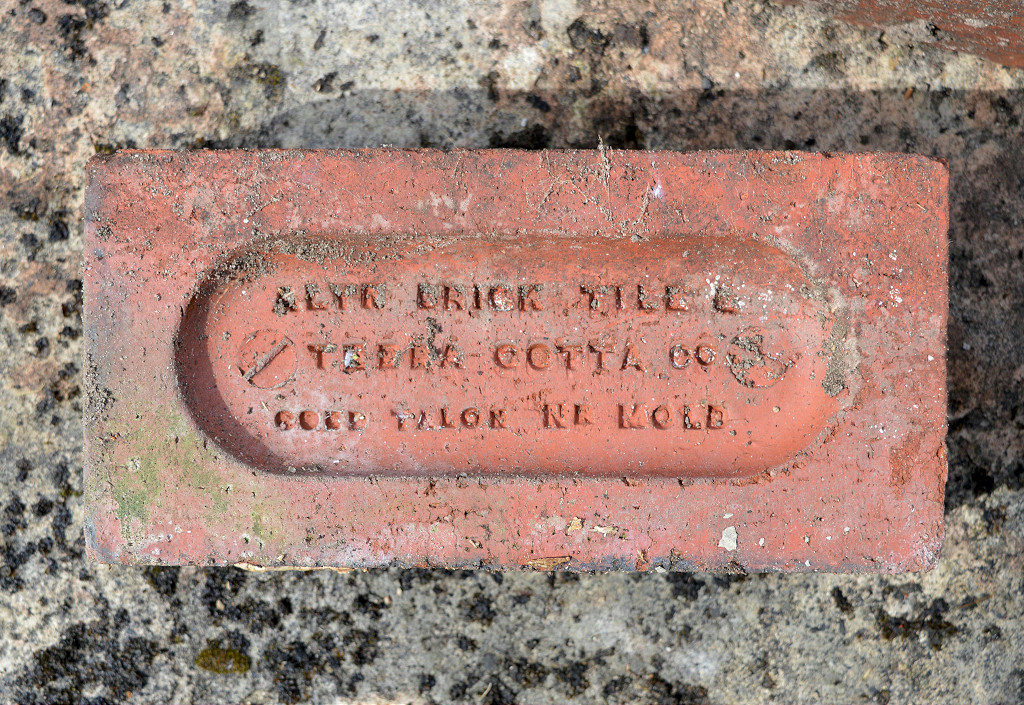 ALYN BRICK TILE &
TERRA COTTA CO
COED TALON NR MOLD